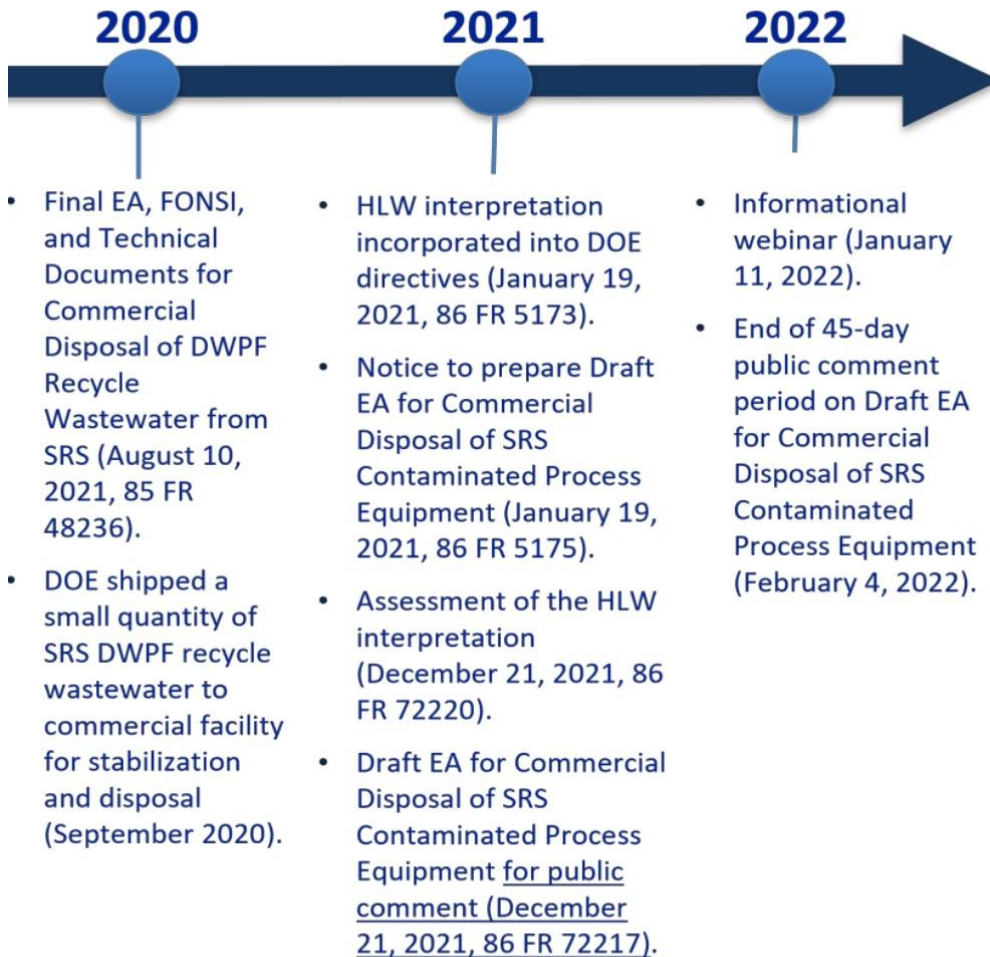 2020
2021
2022
• Final EA, FONSI,
and Technical
Documents for
Commercial
Disposal of DWPF
Recycle
Wastewater from
SRS (August 10,
2021, 85 FR
48236).
• DOE shipped a
small quantity of
SRS DWPF recycle
wastewater to
commercial facility
for stabilization
and disposal
(September 2020).
• HLW interpretation
incorporated into DOE
directives (January 19,
2021, 86 FR 5173).
• Notice to prepare Draft
EA for Commercial
Disposal of SRS
Contaminated Process
Equipment (January 19,
2021, 86 FR 5175).
• Assessment of the HLW
interpretation
(December 21, 2021, 86
FR 72220).
• Draft EA for Commercial
Disposal of SRS
Contaminated Process
Equipment for public
comment (December
21, 2021, 86 FR 72217).
• Informational
webinar (January
11, 2022).
• End of 45-day
public comment
period on Draft EA
for Commercial
Disposal of SRS
Contaminated
Process Equipment
(February 4, 2022).